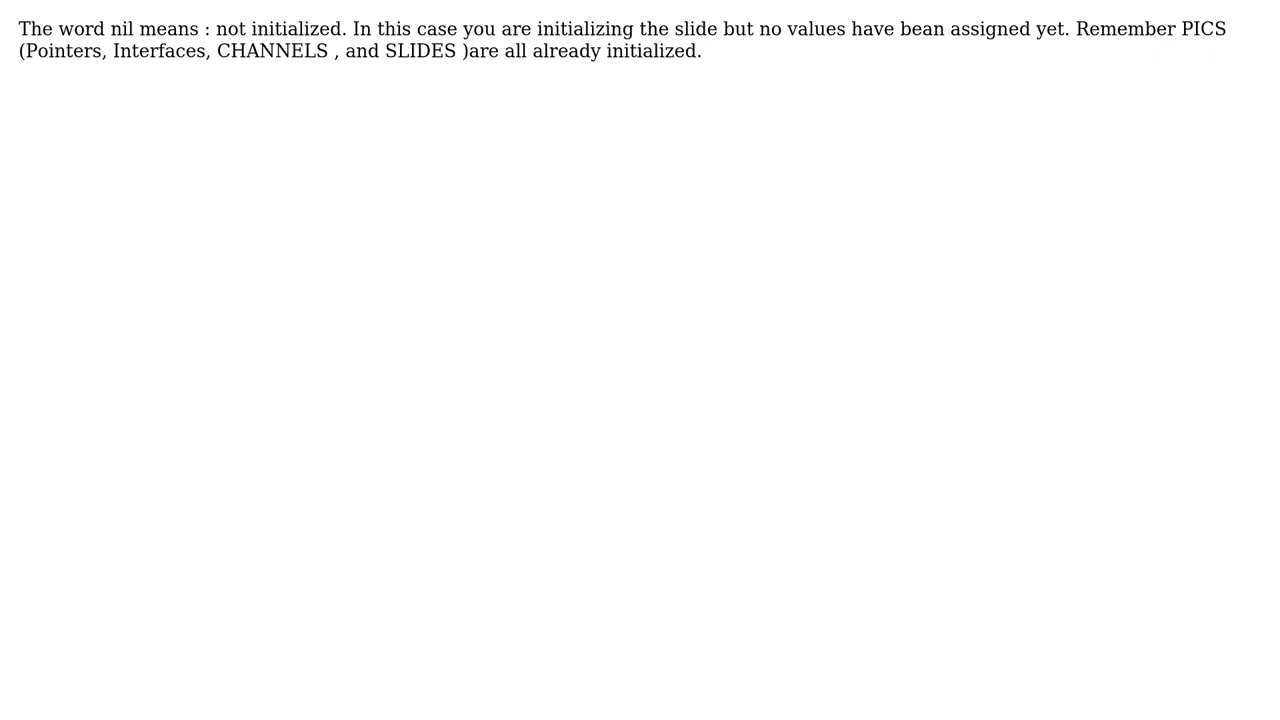 The word nil means : not initialized. In this case you are initializing the slide but no values have been assigned yet. Remember PICS
(Pointers, Interfaces, CHANNELS , and SLIDES )are all already initialized.